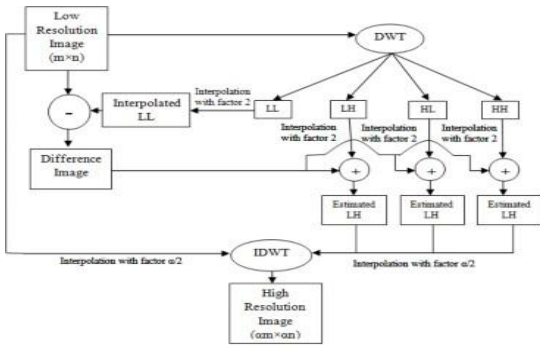 Low
Resolution
Image
(m×n)
DWT
Interpolation
with factor 2
Interpolated
LL
LL
LH
HL
HH
-
Interpolation
with factor 2
Interpolation
with factor 2
Interpolation
with factor 2
Difference
Image
+
+
+
Estimated
LH
Estimated
LH
Estimated
LH
IDWT
Interpolation with factor α/2
Interpolation with factor α/2
High
Resolution
Image
(αm×αn)